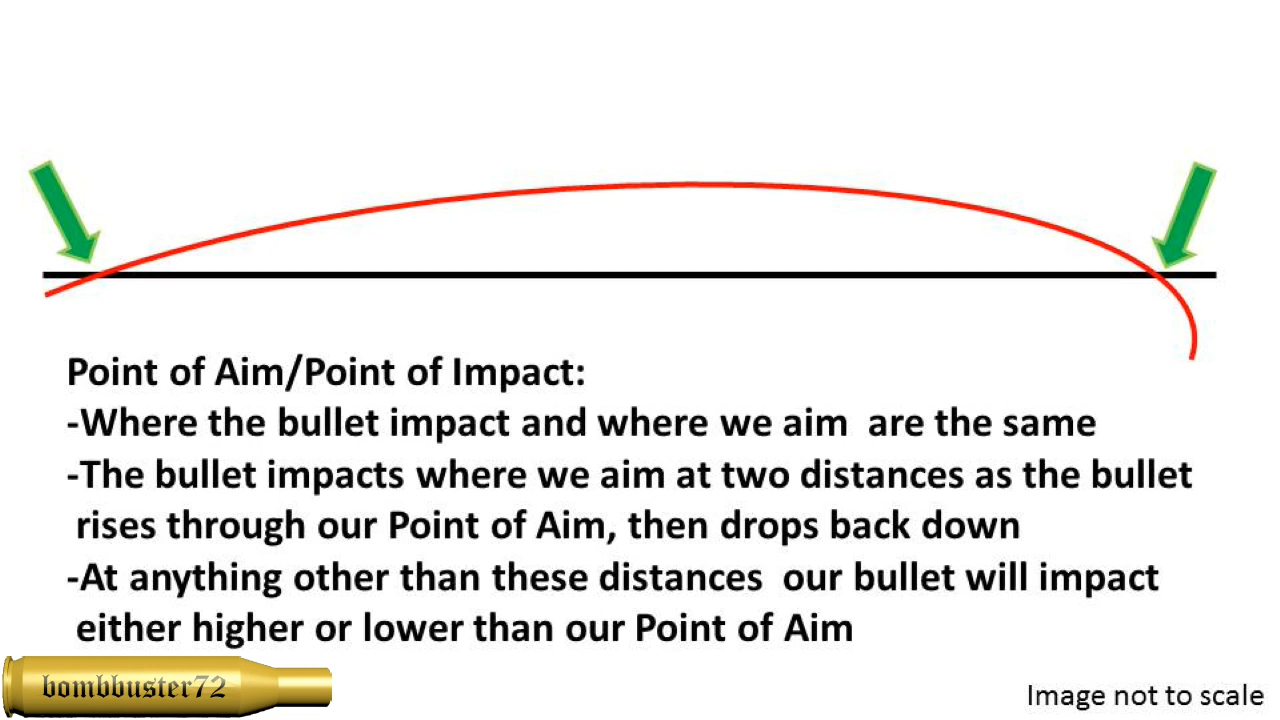 Point of Aim/Point of Impact:
-Where the bullet impact and where we aim  are the same
-The bullet impacts where we aim at two distances as the bullet
rises through our Point of Aim, then drops back down
-At anything other than these distances  our bullet will impact
either higher or lower than our Point of Aim
bombbuster72
Image not to scale